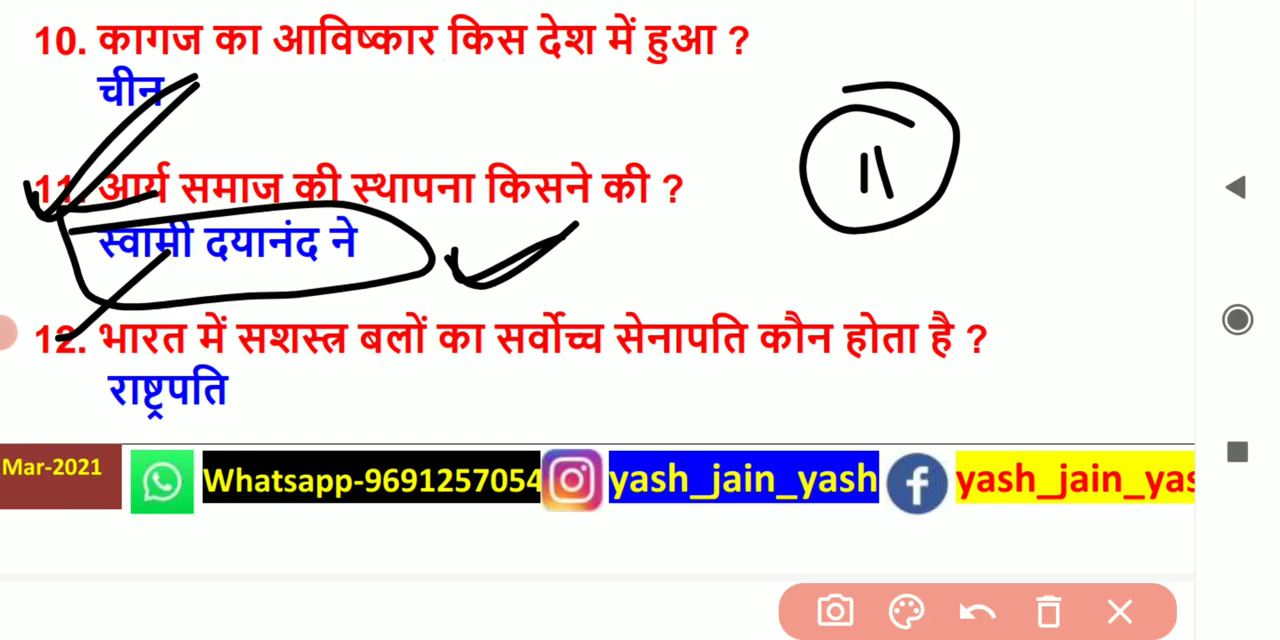 10. कागज का आविष्कार किस देश में हुआ ?
चीन
11. आर्य समाज की स्थापना किसने की ?
11
स्वामी दयानंद ने
12. भारत में सशस्त्र बलों का सर्वोच्च सेनापति कौन होता है ?
राष्ट्रपति
Mar-2021 Whatsapp-9691257054 yash_jain_yash yash_jain_yas